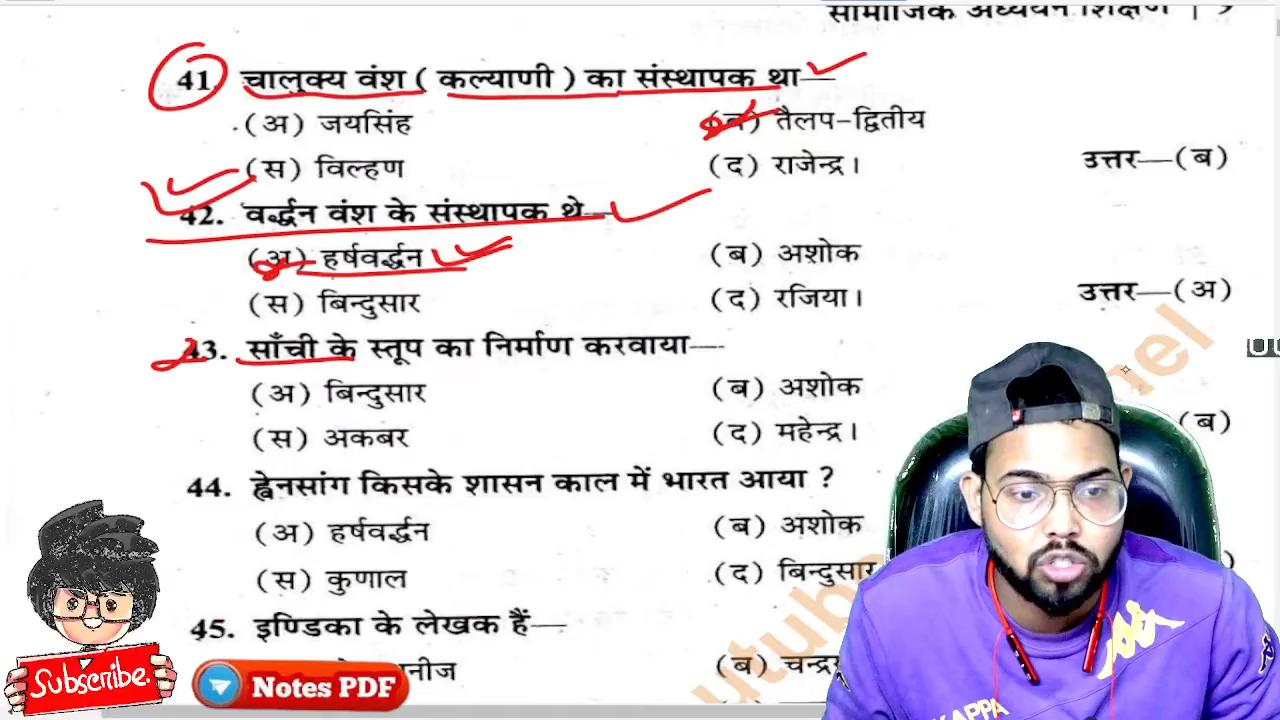 सामाजिक अध्ययन शिक्षण | 9
41. चालुक्य वंश ( कल्याणी ) का संस्थापक था—
(अ) जयसिंह (ब) तैलप-द्वितीय
(स) विल्हण (द) राजेन्द्र। उत्तर—(ब)
42. वर्द्धन वंश के संस्थापक थे—
(अ) हर्षवर्द्धन (ब) अशोक
(स) बिन्दुसार (द) रजिया। उत्तर—(अ)
43. साँची के स्तूप का निर्माण करवाया—
(अ) बिन्दुसार (ब) अशोक
(स) अकबर (द) महेन्द्र। (ब)
44. ह्वेनसांग किसके शासन काल में भारत आया ?
(अ) हर्षवर्द्धन (ब) अशोक
(स) कुणाल (द) बिन्दुसार
45. इण्डिका के लेखक हैं—
(ब)
Subscribe.
Notes PDF
KAPPA